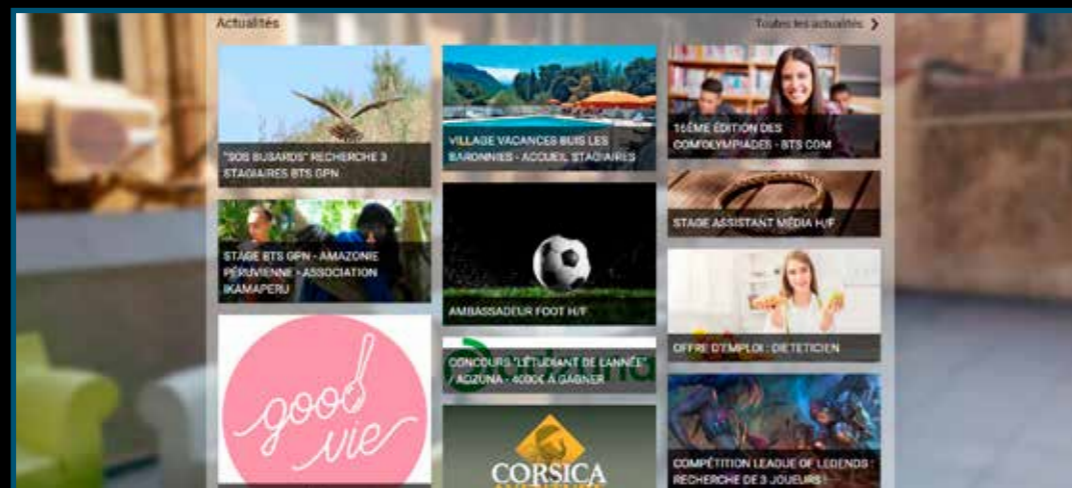 Actualités
Toutes les actualités
"SOS BUSARDS" RECHERCHE 3
STAGIAIRES BTS GPN
STAGE BTS GPN - AMAZONIE
PÉRUVIENNE - ASSOCIATION
IKAMAPERU
good
vie
VILLAGE VACANCES BUIS LES
BARONNIES - ACCUEIL STAGIAIRES
AMBASSADEUR FOOT H/F
CONCOURS "L'ÉTUDIANT DE L'ANNÉE"
/ ADZUNA - 4000€ À GAGNER
CORSICA
16ÈME ÉDITION DES
COM'OLYMPIADES - BTS COM
STAGE ASSISTANT MÉDIA H/F
OFFRE D'EMPLOI : DIETETICIEN
COMPÉTITION LEAGUE OF LEGENDS :
RECHERCHE DE 3 JOUEURS !